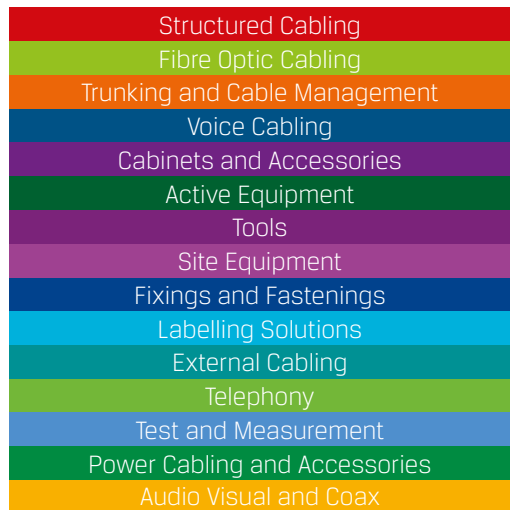 Structured Cabling
Fibre Optic Cabling
Trunking and Cable Management
Voice Cabling
Cabinets and Accessories
Active Equipment
Tools
Site Equipment
Fixings and Fastenings
Labelling Solutions
External Cabling
Telephony
Test and Measurement
Power Cabling and Accessories
Audio Visual and Coax